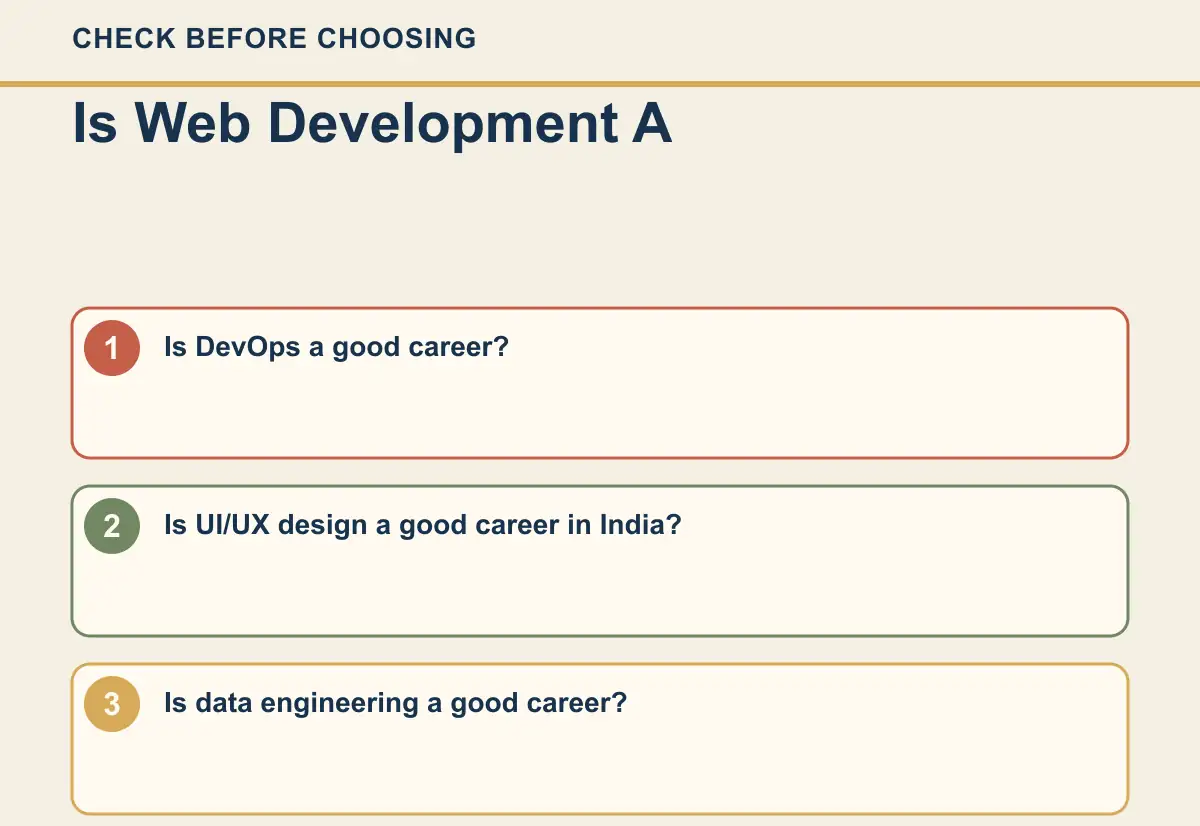 CHECK BEFORE CHOOSING
Is Web Development A
1 Is DevOps a good career?
2 Is UI/UX design a good career in India?
3 Is data engineering a good career?